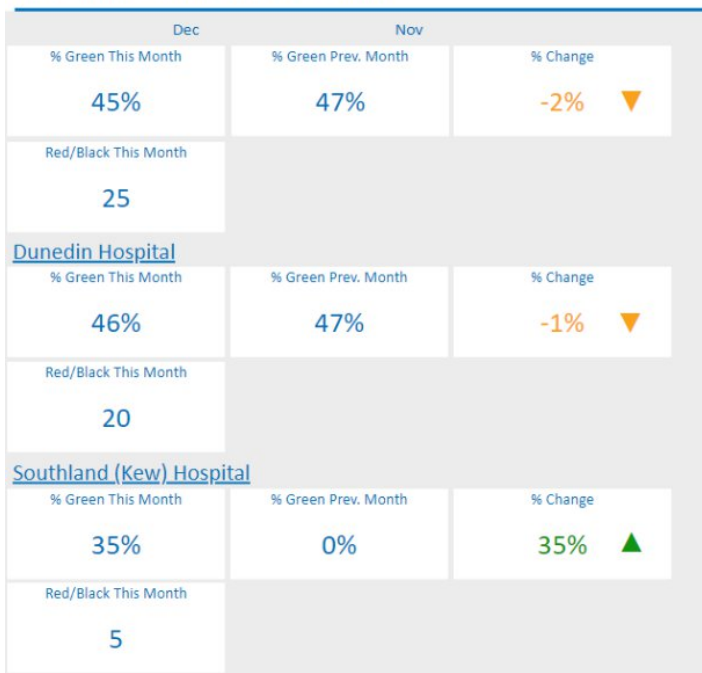 Dec Nov
% Green This Month % Green Prev. Month % Change
45% 47% -2%
Red/Black This Month
25
Dunedin Hospital
% Green This Month % Green Prev. Month % Change
46% 47% -1%
Red/Black This Month
20
Southland (Kew) Hospital
% Green This Month % Green Prev. Month % Change
35% 0% 35%
Red/Black This Month
5